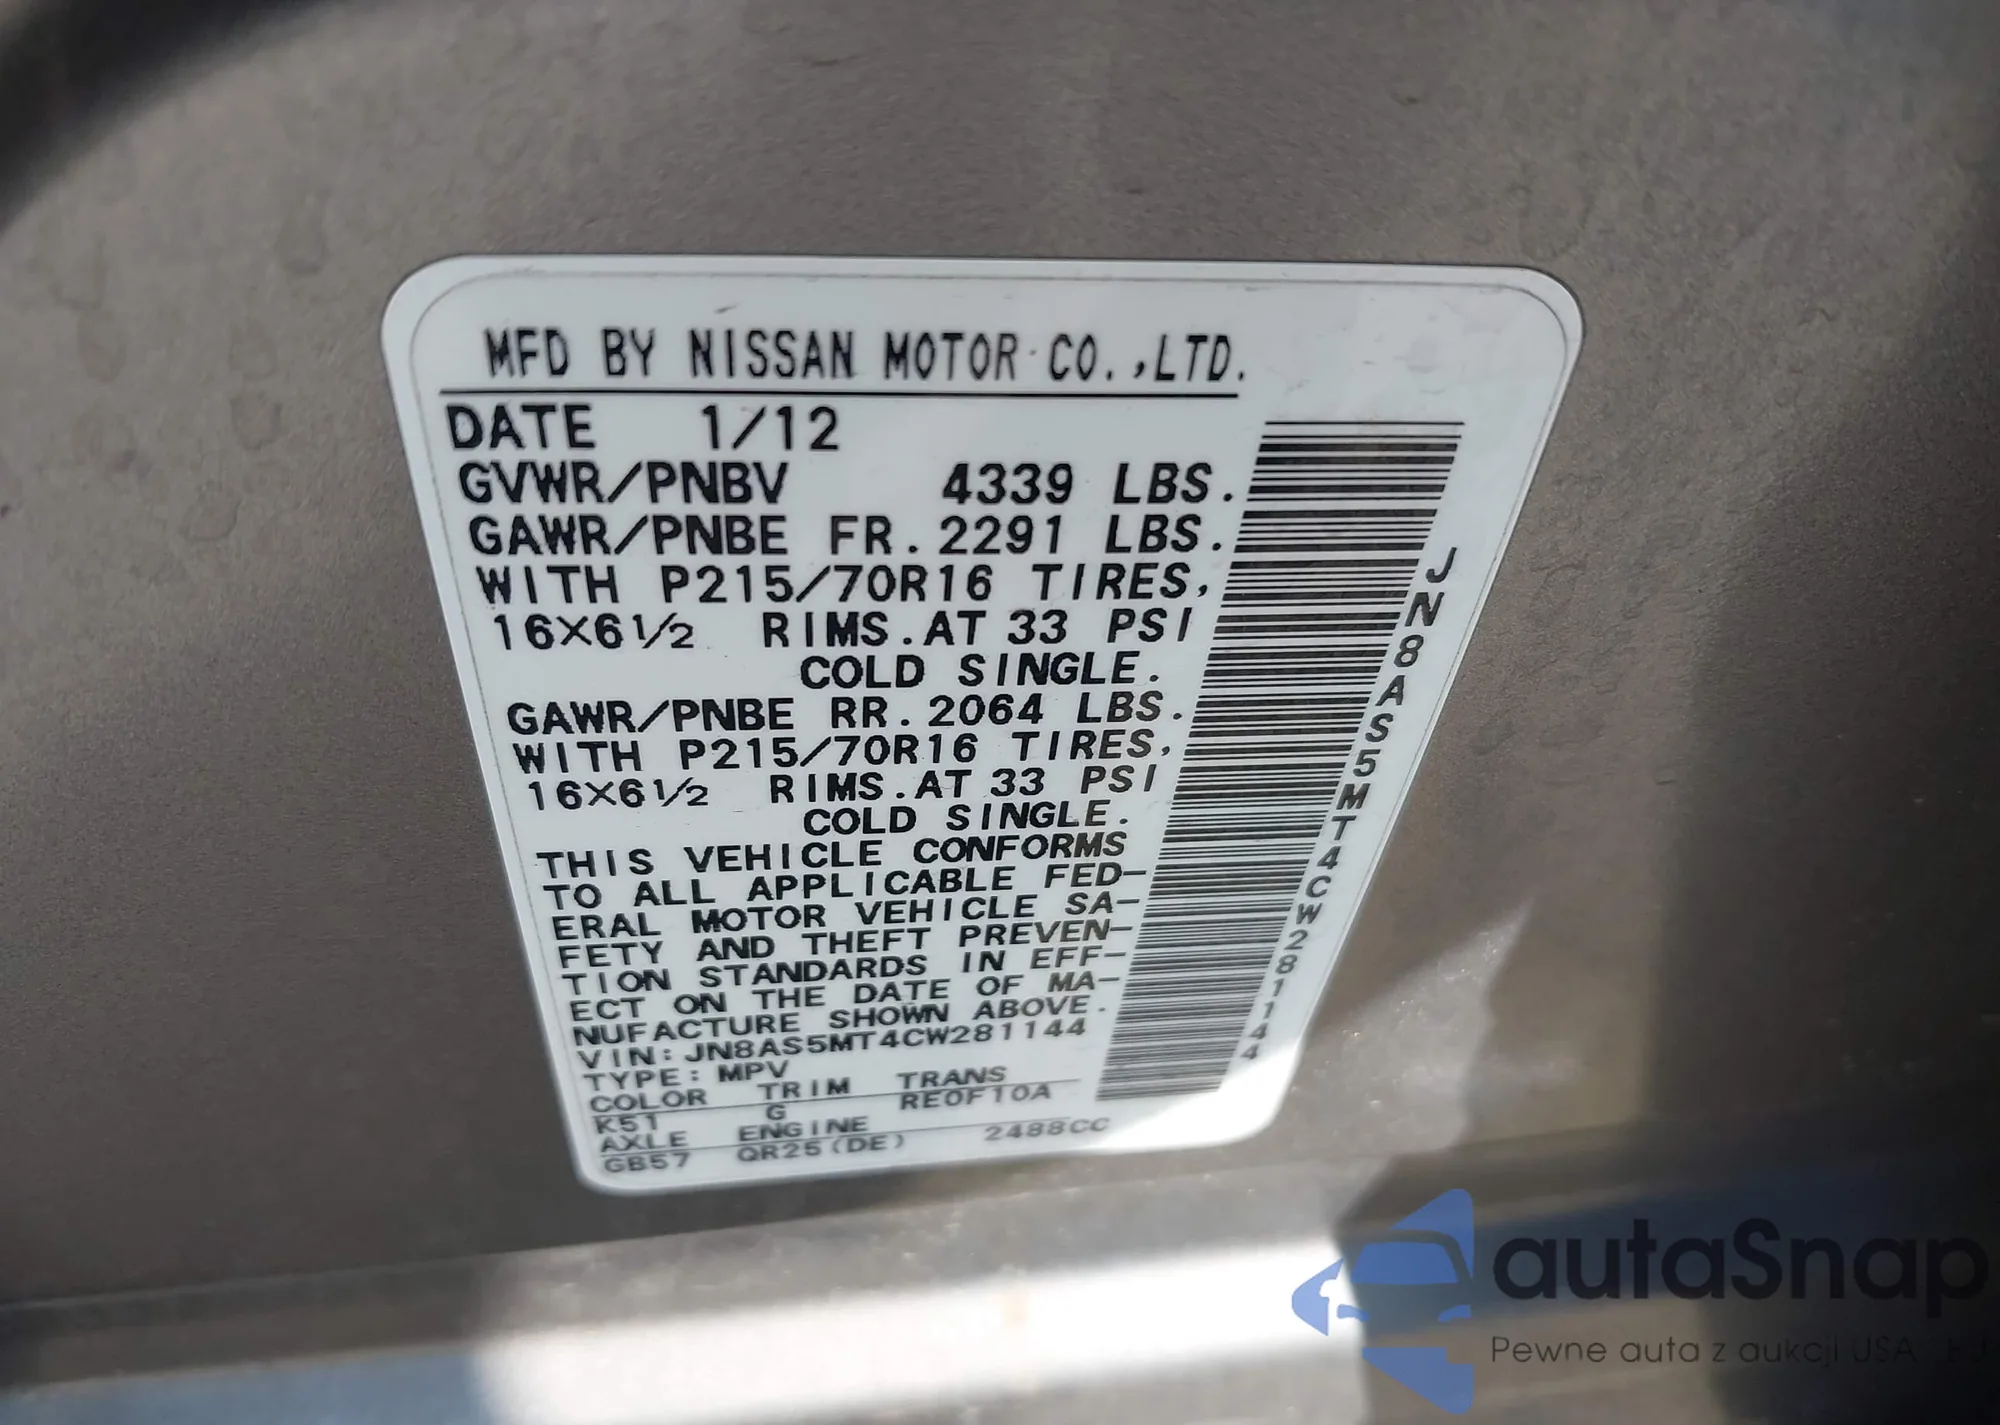 MFD BY NISSAN MOTOR CO.,LTD.
DATE 1/12
GVWR/PNBV 4339 LBS.
GAWR/PNBE FR.2291 LBS.
WITH P215/70R16 TIRES,
16X6½ RIMS.AT 33 PSI
COLD SINGLE.
GAWR/PNBE RR.2064 LBS.
WITH P215/70R16 TIRES,
16X6½ RIMS.AT 33 PSI
COLD SINGLE.
THIS VEHICLE CONFORMS
TO ALL APPLICABLE FED-
ERAL MOTOR VEHICLE SA-
FETY AND THEFT PREVEN-
TION STANDARDS IN EFF-
ECT ON THE DATE OF MA-
NUFACTURE SHOWN ABOVE.
VIN: JN8AS5MT4CW281144
TYPE: MPV
COLOR TRIM TRANS
K51 G RE0F10A
AXLE ENGINE
GB57 QR25(DE) 2488CC
JN8AS5MT4CW281144
autaSnap
Pewne auta z aukcji USA